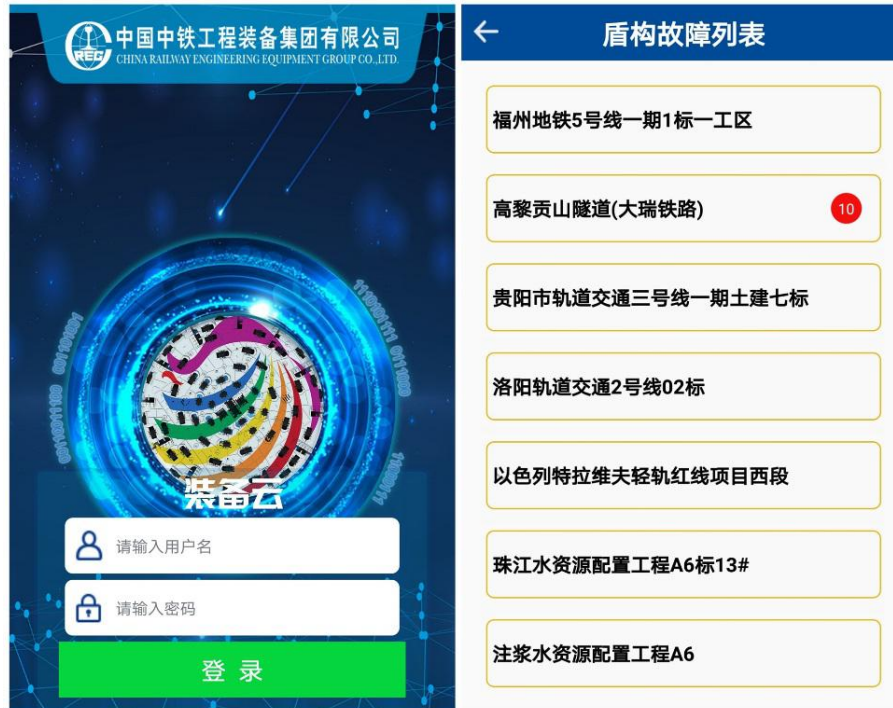 中国中铁工程装备集团有限公司
CHINA RAILWAY ENGINEERING EQUIPMENT GROUP CO.,LTD.
CREG
装备云
请输入用户名
请输入密码
登 录
盾构故障列表
福州地铁5号线一期1标一工区
高黎贡山隧道(大瑞铁路)
10
贵阳市轨道交通三号线一期土建七标
洛阳轨道交通2号线02标
以色列特拉维夫轻轨红线项目西段
珠江水资源配置工程A6标13#
注浆水资源配置工程A6